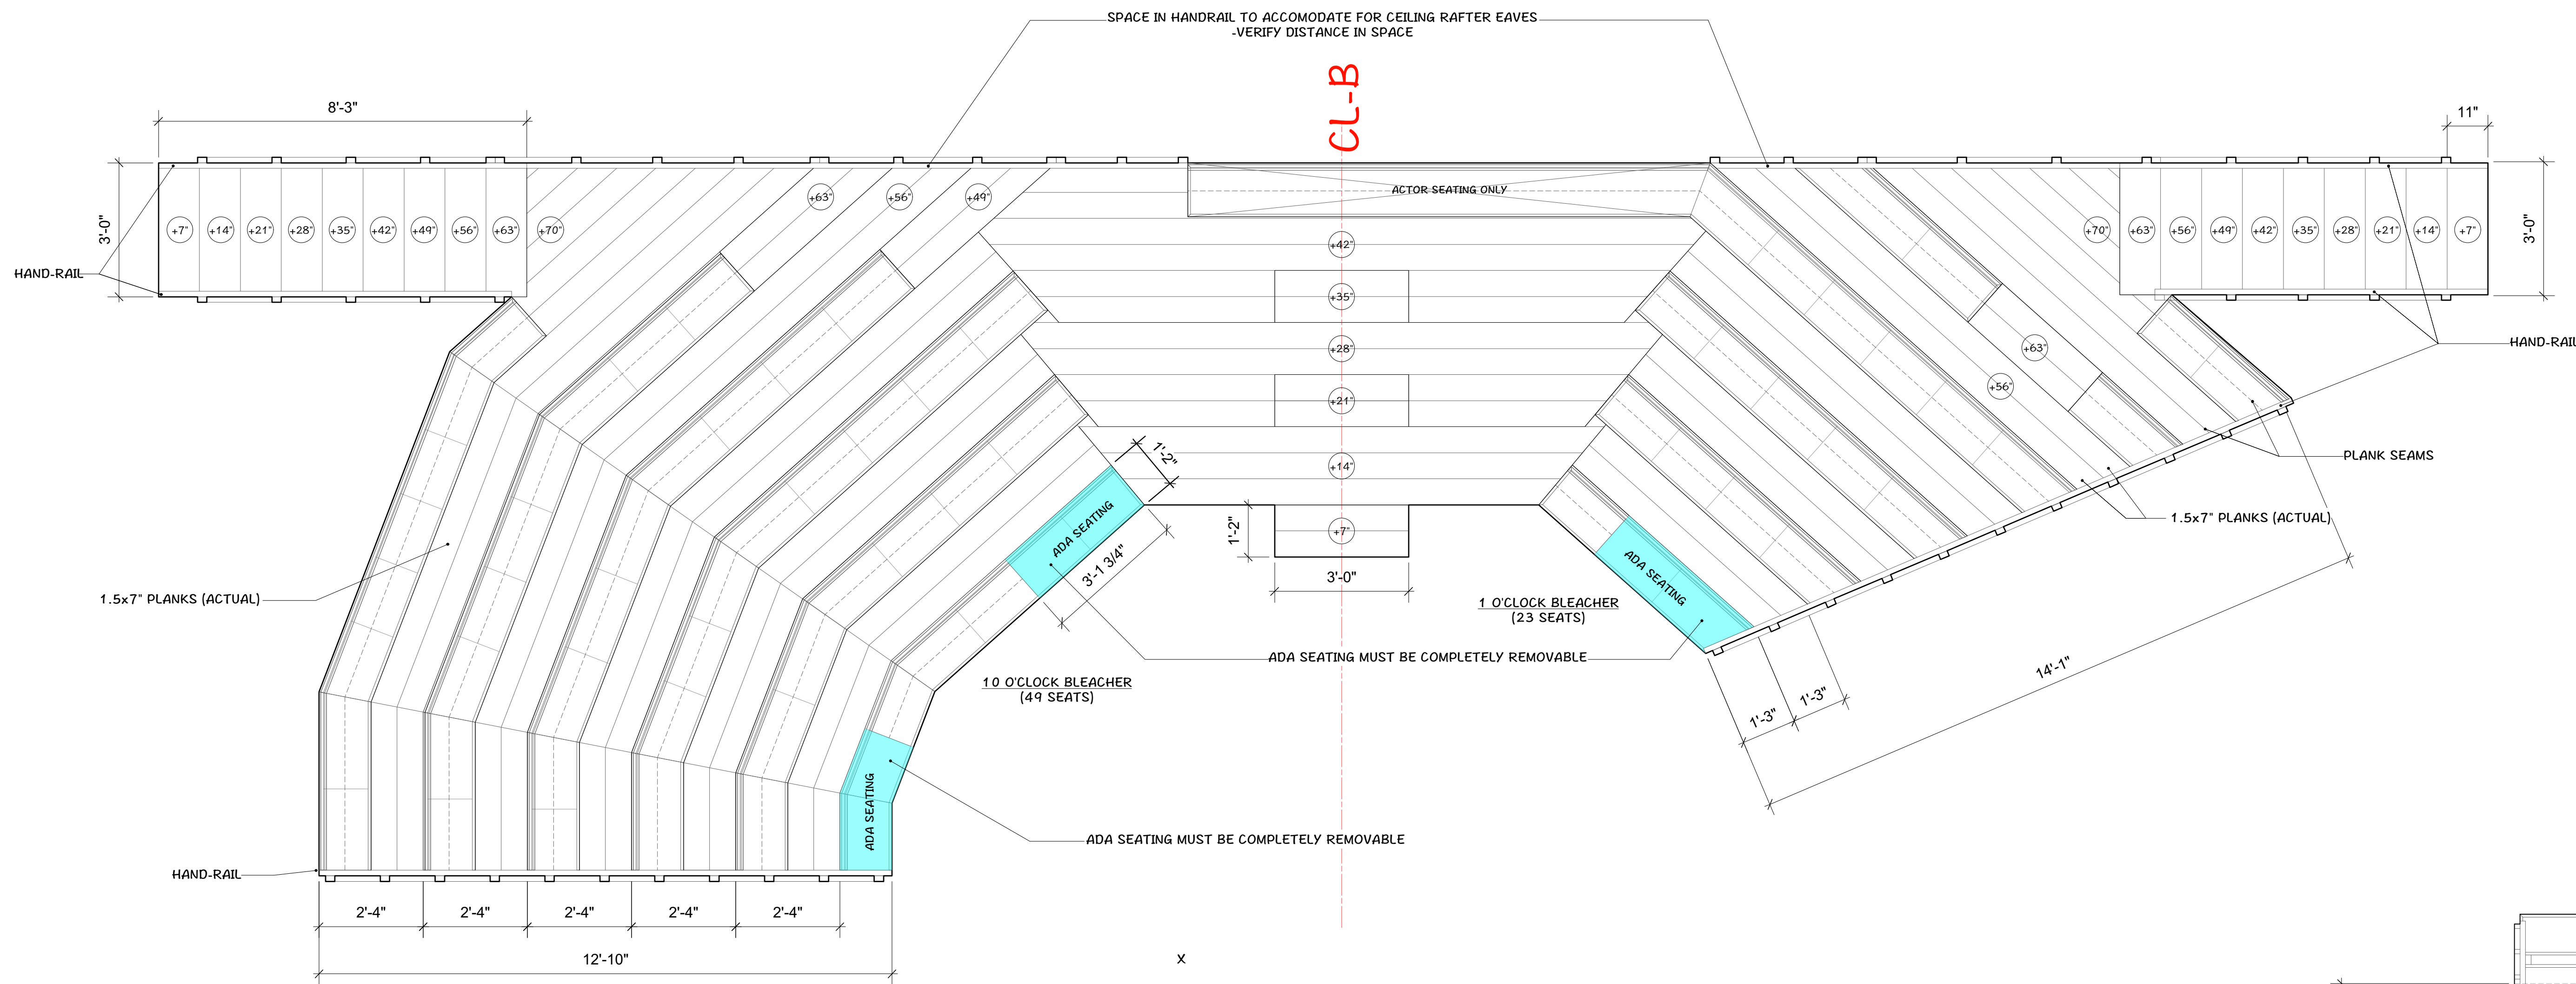 SPACE IN HANDRAIL TO ACCOMODATE FOR CEILING RAFTER EAVES
-VERIFY DISTANCE IN SPACE
CL-B
8'-3"
11"
3'-0"
3'-0"
ACTOR SEATING ONLY
+63"
+56"
+49"
+7"
+14"
+21"
+28"
+35"
+42"
+49"
+56"
+63"
+70"
+70"
+63"
+56"
+49"
+42"
+35"
+28"
+21"
+14"
+7"
+42"
+35"
+28"
+21"
+14"
+7"
HAND-RAIL
HAND-RAIL
+63"
+56"
PLANK SEAMS
1.5x7" PLANKS (ACTUAL)
1'-2"
ADA SEATING
3'-1 3/4"
1'-2"
3'-0"
ADA SEATING
1.5x7" PLANKS (ACTUAL)
1 O'CLOCK BLEACHER
(23 SEATS)
ADA SEATING MUST BE COMPLETELY REMOVABLE
10 O'CLOCK BLEACHER
(49 SEATS)
14'-1"
1'-3"
1'-3"
ADA SEATING
ADA SEATING MUST BE COMPLETELY REMOVABLE
HAND-RAIL
2'-4"
2'-4"
2'-4"
2'-4"
2'-4"
12'-10"
X